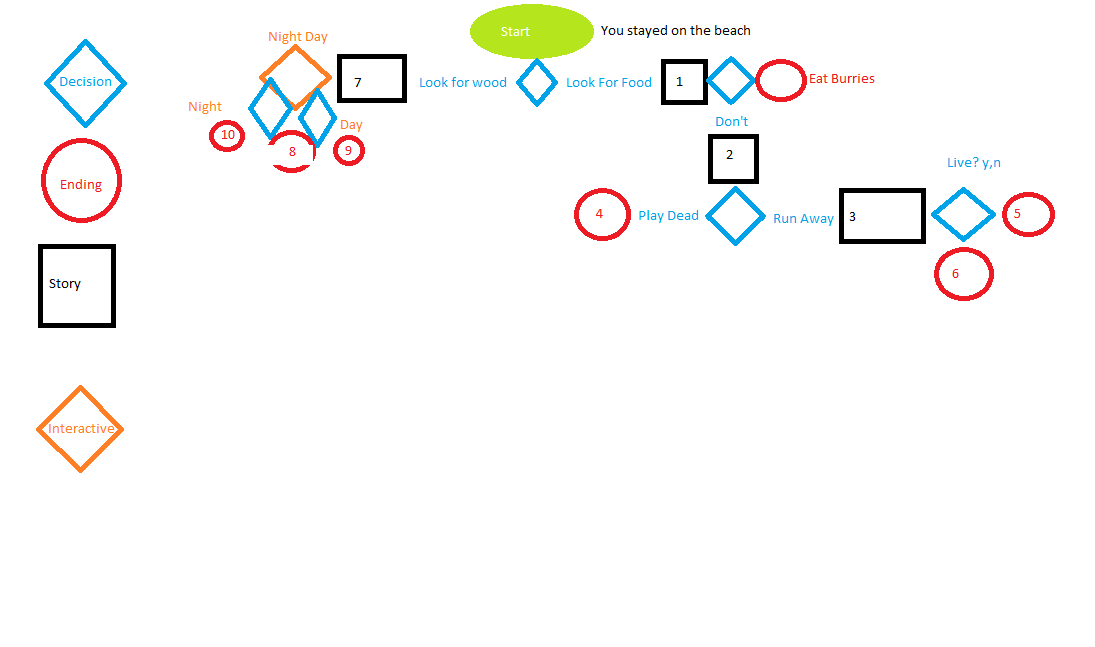 Start
You stayed on the beach
Night Day
Decision
7
Look for wood
Look For Food
1
Eat Burries
Night
10
8
Day
9
Don't
2
Live? y,n
Ending
4
Play Dead
Run Away
3
5
6
Story
Interactive